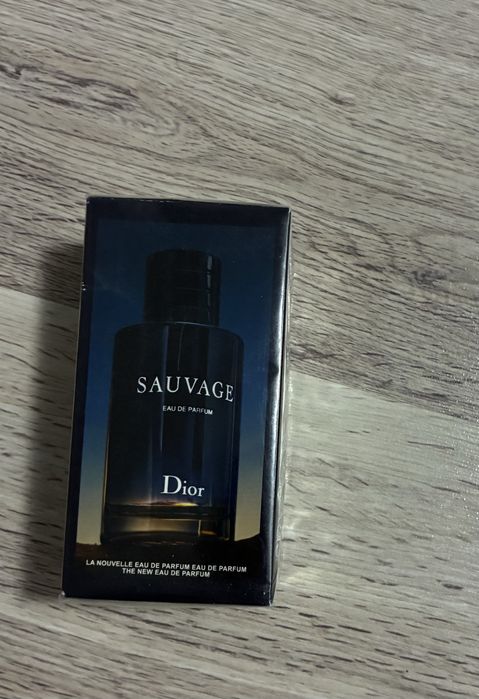 SAUVAGE
EAU DE PARFUM
Dior
LA NOUVELLE EAU DE PARFUM EAU DE PARFUM
THE NEW EAU DE PARFUM